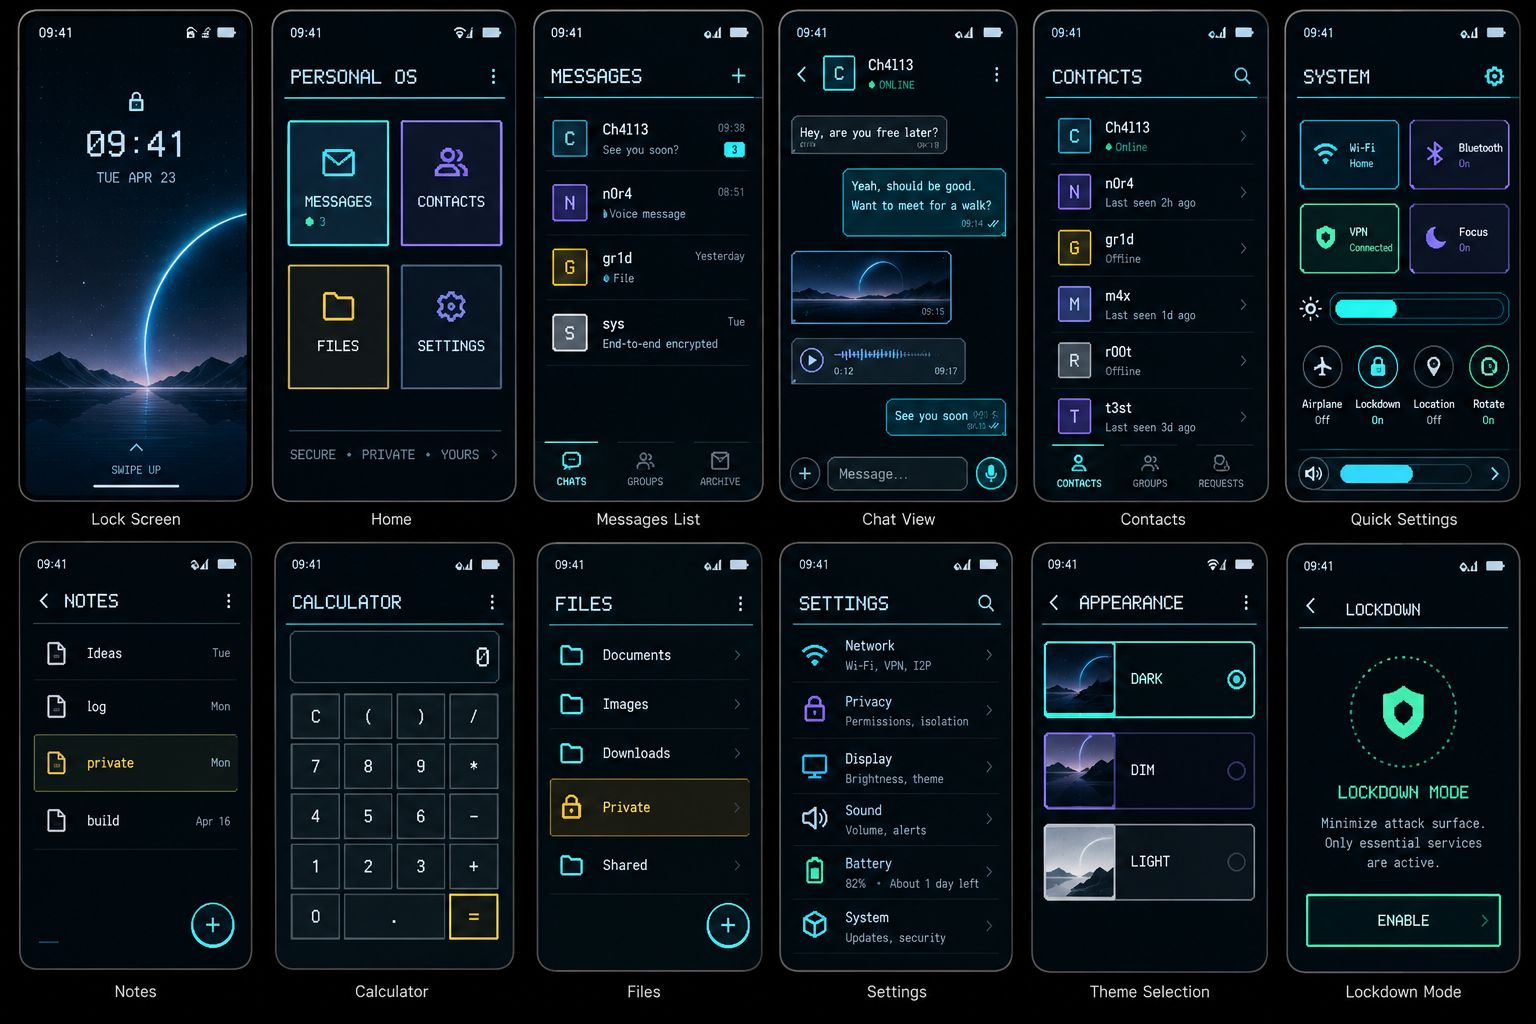 09:41
09:41
TUE APR 23
SWIPE UP
Lock Screen
09:41
PERSONAL OS
MESSAGES
3
CONTACTS
FILES
SETTINGS
SECURE • PRIVATE • YOURS
Home
09:41
MESSAGES
C
Ch4113
09:38
See you soon?
3
N
n0r4
08:51
Voice message
G
gr1d
Yesterday
File
S
sys
Tue
End-to-end encrypted
CHATS
GROUPS
ARCHIVE
Messages List
09:41
C
Ch4113
ONLINE
Hey, are you free later?
Yeah, should be good.
Want to meet for a walk?
09:14
09:15
0:12
09:17
See you soon
Message...
Chat View
09:41
CONTACTS
C
Ch4113
Online
N
n0r4
Last seen 2h ago
G
gr1d
Offline
M
m4x
Last seen 1d ago
R
r00t
Offline
T
t3st
Last seen 3d ago
CONTACTS
GROUPS
REQUESTS
Contacts
09:41
SYSTEM
Wi-Fi
Home
Bluetooth
On
VPN
Connected
Focus
On
Airplane
Off
Lockdown
On
Location
Off
Rotate
On
Quick Settings
09:41
NOTES
Ideas
Tue
log
Mon
private
Mon
build
Apr 16
Notes
09:41
CALCULATOR
0
C ( ) /
7 8 9 *
4 5 6 -
1 2 3 +
0 . =
Calculator
09:41
FILES
Documents
Images
Downloads
Private
Shared
Files
09:41
SETTINGS
Network
Wi-Fi, VPN, I2P
Privacy
Permissions, isolation
Display
Brightness, theme
Sound
Volume, alerts
Battery
82% • About 1 day left
System
Updates, security
Settings
09:41
APPEARANCE
DARK
DIM
LIGHT
Theme Selection
09:41
LOCKDOWN
LOCKDOWN MODE
Minimize attack surface.
Only essential services
are active.
ENABLE
Lockdown Mode